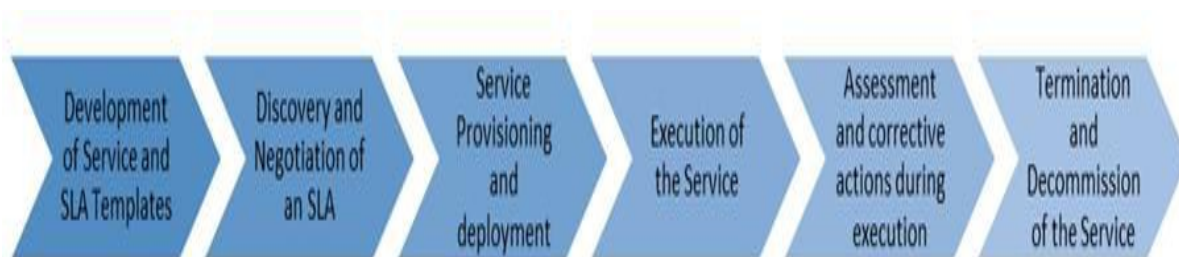 Development
of Service and
SLA Templates
Discovery and
Negotiation of
an SLA
Service
Provisioning
and
deployment
Execution of
the Service
Assessment
and corrective
actions during
execution
Termination
and
Decommission
of the Service